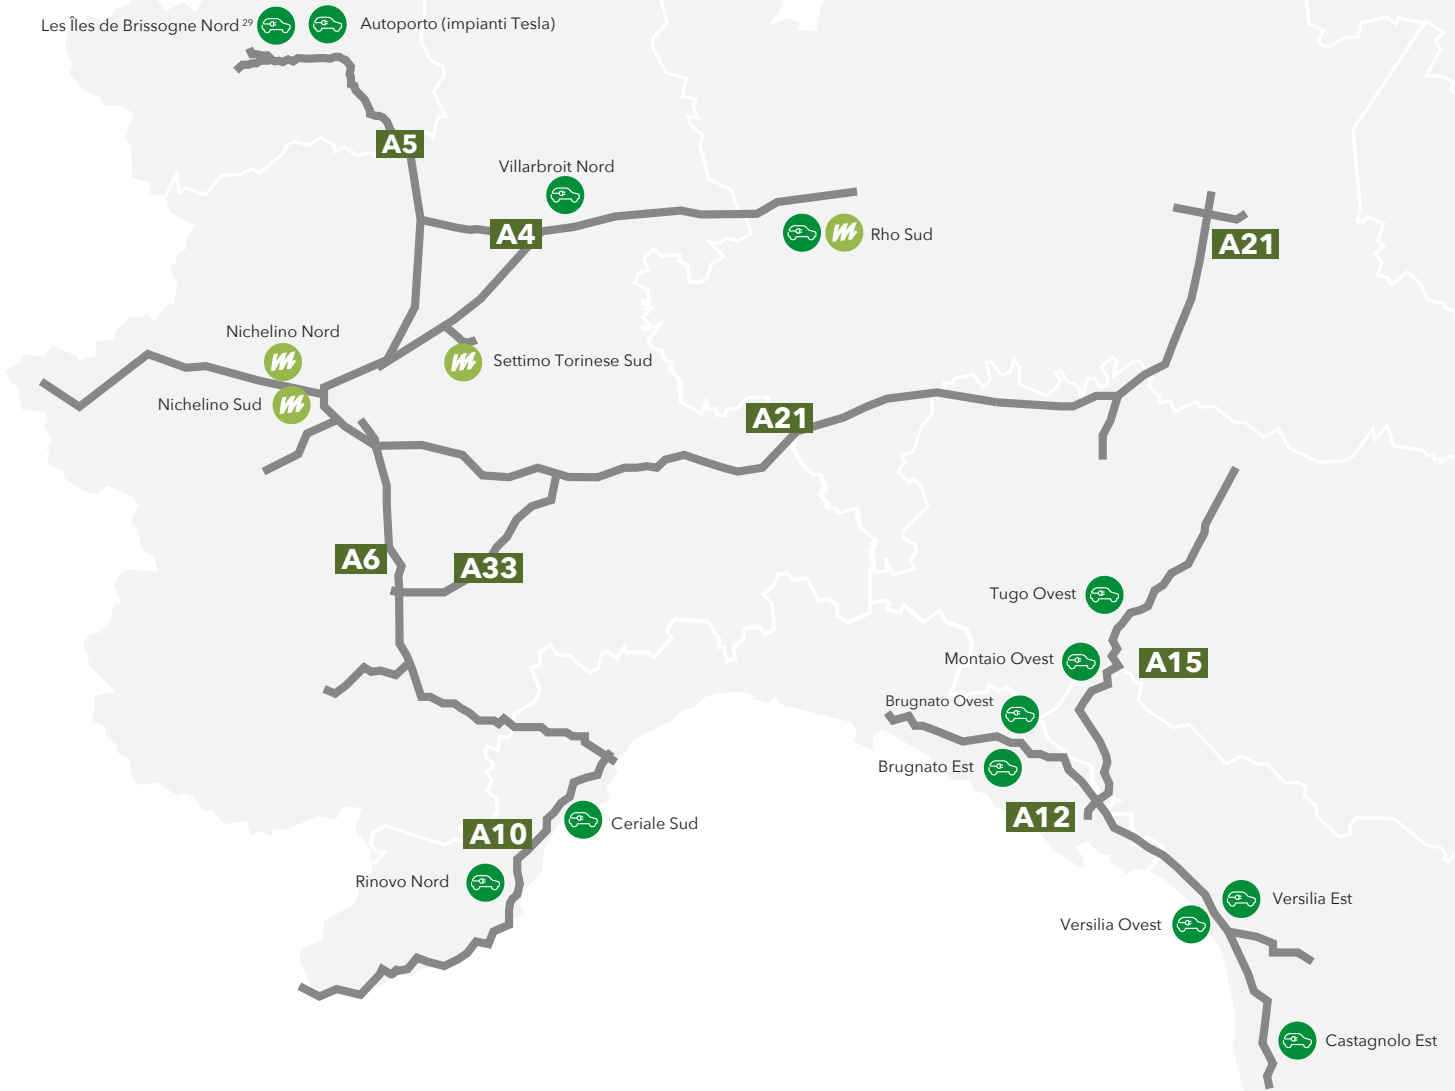 Les Îles de Brissogne Nord 29
Autoporto (impianti Tesla)
A5
Villarbroit Nord
A4
Rho Sud
A21
Nichelino Nord
Settimo Torinese Sud
Nichelino Sud
A21
A6
A33
Tugo Ovest
Montaio Ovest
A15
Brugnato Ovest
Brugnato Est
A12
A10
Ceriale Sud
Rinovo Nord
Versilia Est
Versilia Ovest
Castagnolo Est